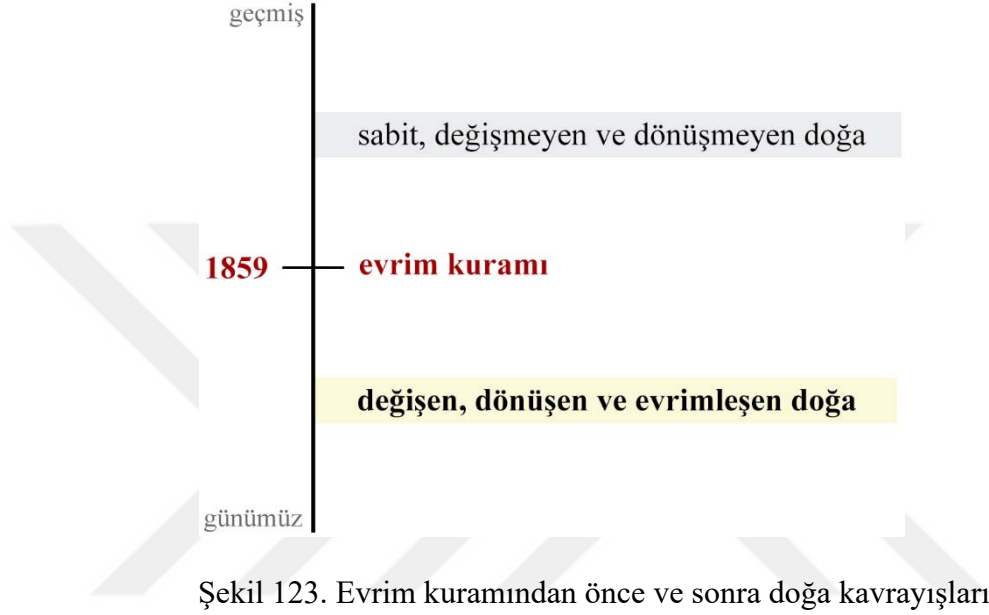 geçmiş
sabit, değişmeyen ve dönüşmeyen doğa
1859 evrim kuramı
değişen, dönüşen ve evrimleşen doğa
günümüz
Şekil 123. Evrim kuramından önce ve sonra doğa kavrayışları